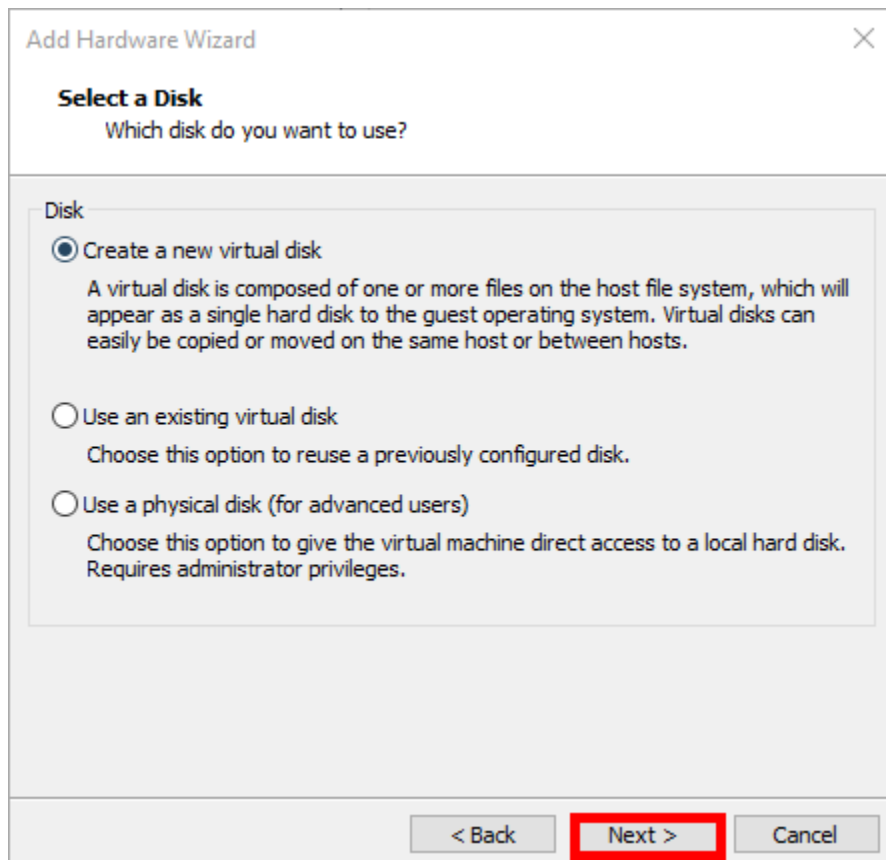 Add Hardware Wizard
Select a Disk
Which disk do you want to use?
Disk
Create a new virtual disk
A virtual disk is composed of one or more files on the host file system, which will
appear as a single hard disk to the guest operating system. Virtual disks can
easily be copied or moved on the same host or between hosts.
Use an existing virtual disk
Choose this option to reuse a previously configured disk.
Use a physical disk (for advanced users)
Choose this option to give the virtual machine direct access to a local hard disk.
Requires administrator privileges.
< Back Next > Cancel